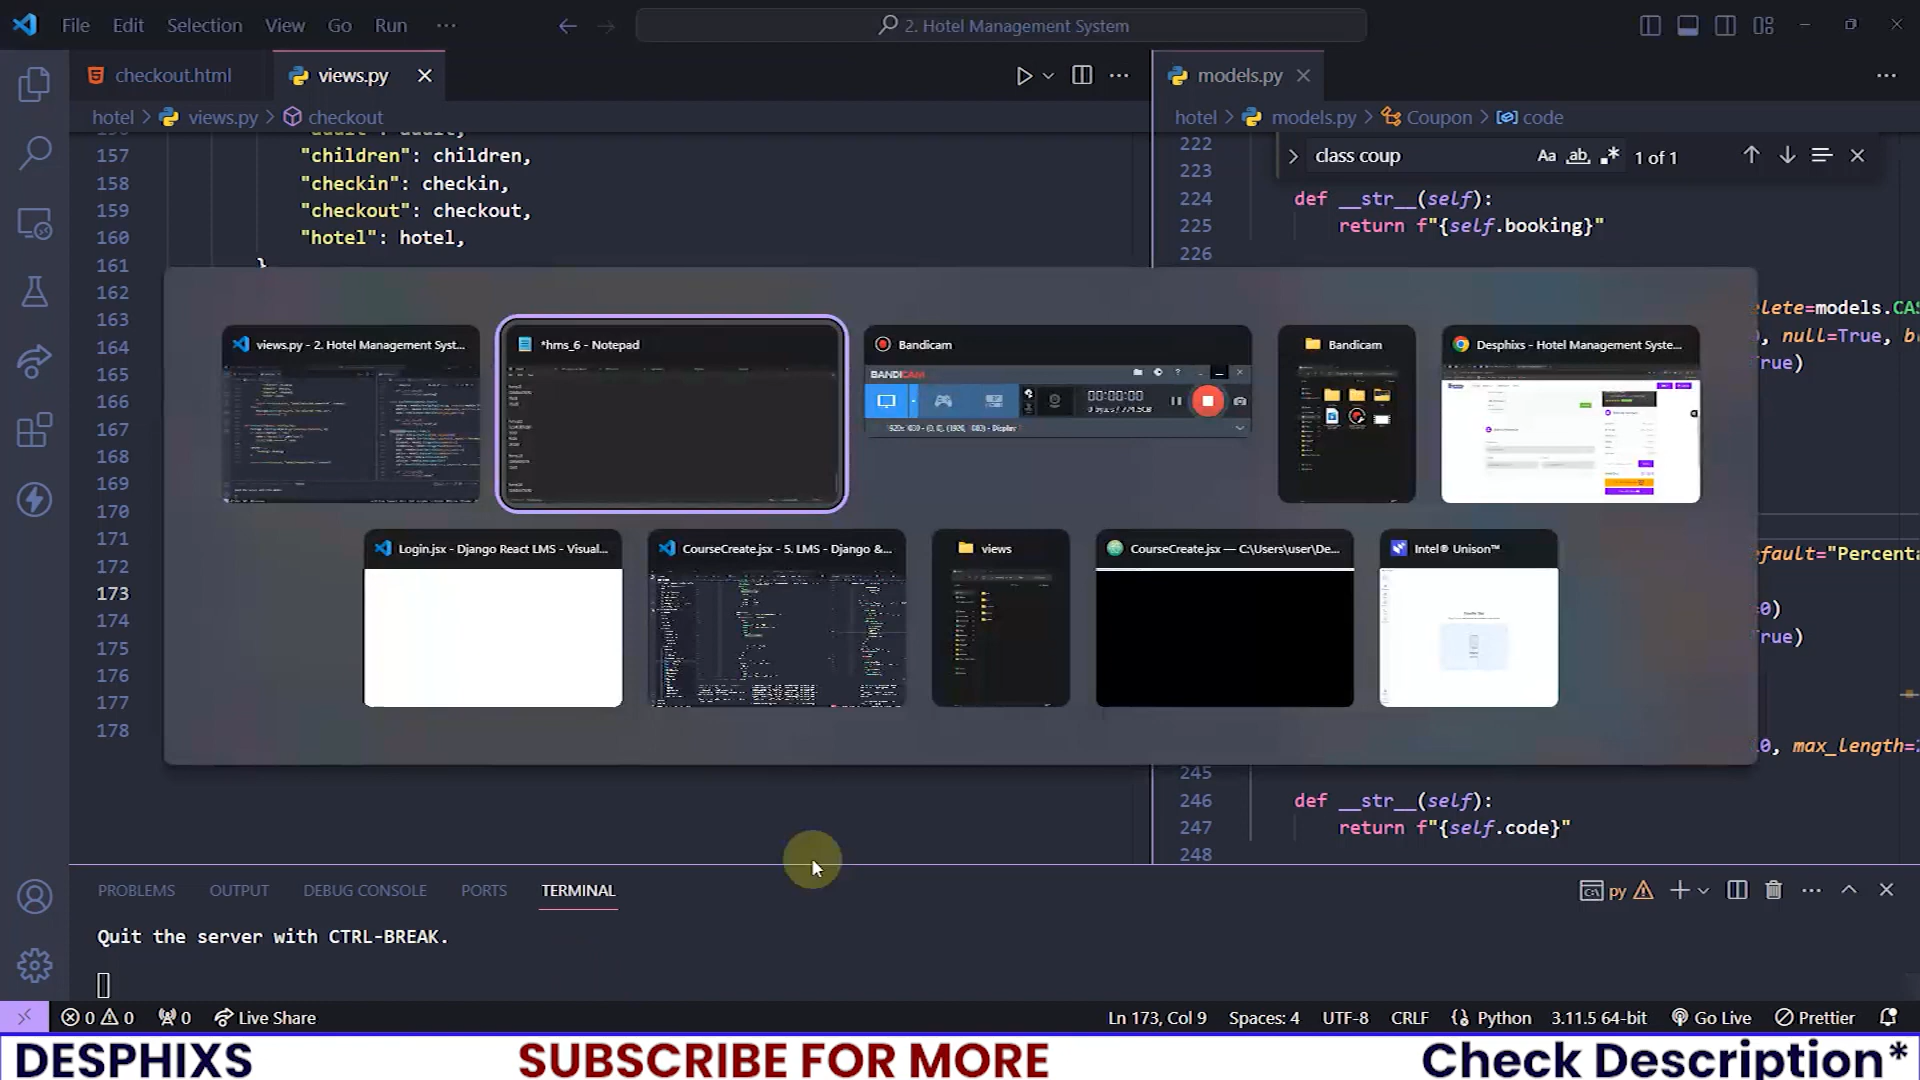 File Edit Selection View Go Run ···
2. Hotel Management System
checkout.html views.py
models.py
hotel > views.py > checkout
hotel > models.py > Coupon > code
class coup Aa ab 1 of 1
157 "children": children,
158 "checkin": checkin,
159 "checkout": checkout,
160 "hotel": hotel,
161 }
162
163
164
165
166
167
168
169
170
171
172
173
174
175
176
177
178
222
223
224 def __str__(self):
225 return f"{self.booking}"
226
elete=models.CAS
, null=True, b
rue)
efault="Percenta
=0)
rue)
0, max_length=
245
246 def __str__(self):
247 return f"{self.code}"
248
views.py - 2. Hotel Management Syst...
*hms_6 - Notepad
Bandicam
BANDICAM
00:00:00
Bandicam
Desphixs - Hotel Management Syste...
Login.jsx - Django React LMS - Visual...
CourseCreate.jsx - 5. LMS - Django &...
views
CourseCreate.jsx — C:\Users\user\De...
Intel® Unison™
PROBLEMS OUTPUT DEBUG CONSOLE PORTS TERMINAL
py
Quit the server with CTRL-BREAK.
0 0 0 Live Share
Ln 173, Col 9 Spaces: 4 UTF-8 CRLF Python 3.11.5 64-bit Go Live Prettier
DESPHIXS SUBSCRIBE FOR MORE Check Description*